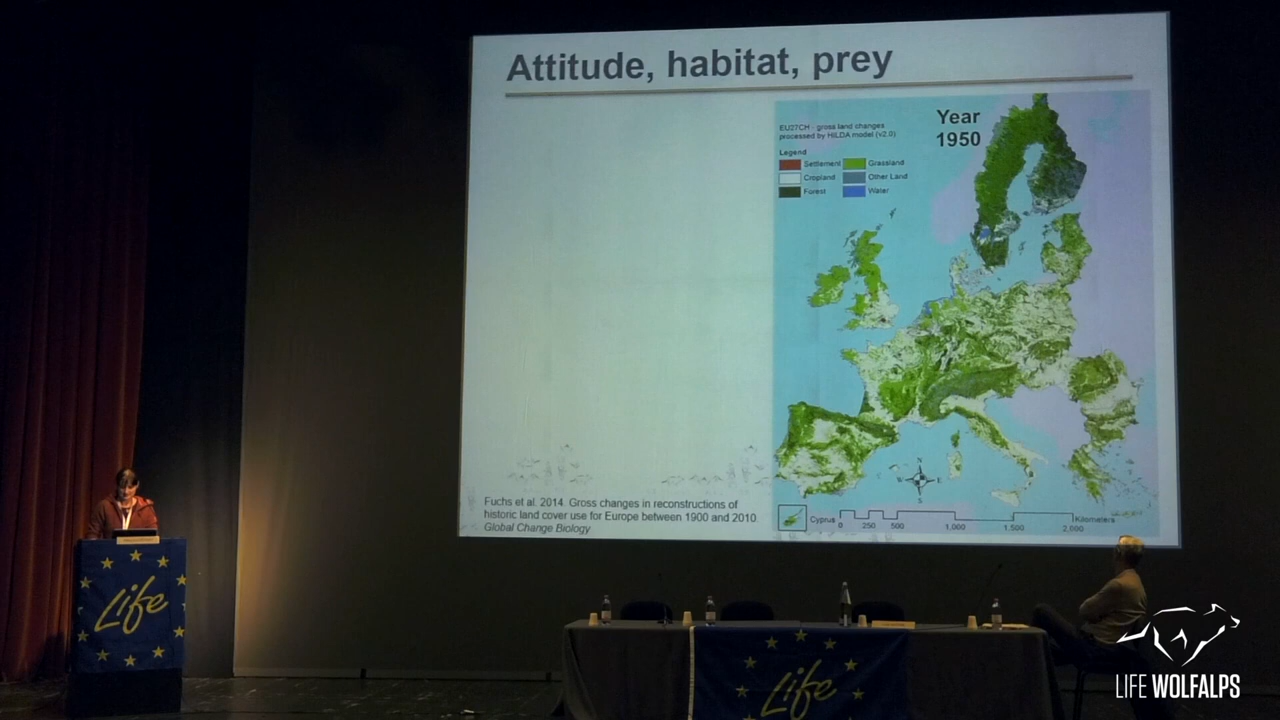 Attitude, habitat, prey
EU27CH - gross land changes
processed by HILDA model (v2.0)
Year
1950
Legend
Settlement Grassland
Cropland Other Land
Forest Water
N
E
Fuchs et al. 2014. Gross changes in reconstructions of
historic land cover use for Europe between 1900 and 2010.
Global Change Biology
Cyprus
0 250 500 1,000 1,500 2,000
Kilometers
Life
Life
LIFE WOLFALPS